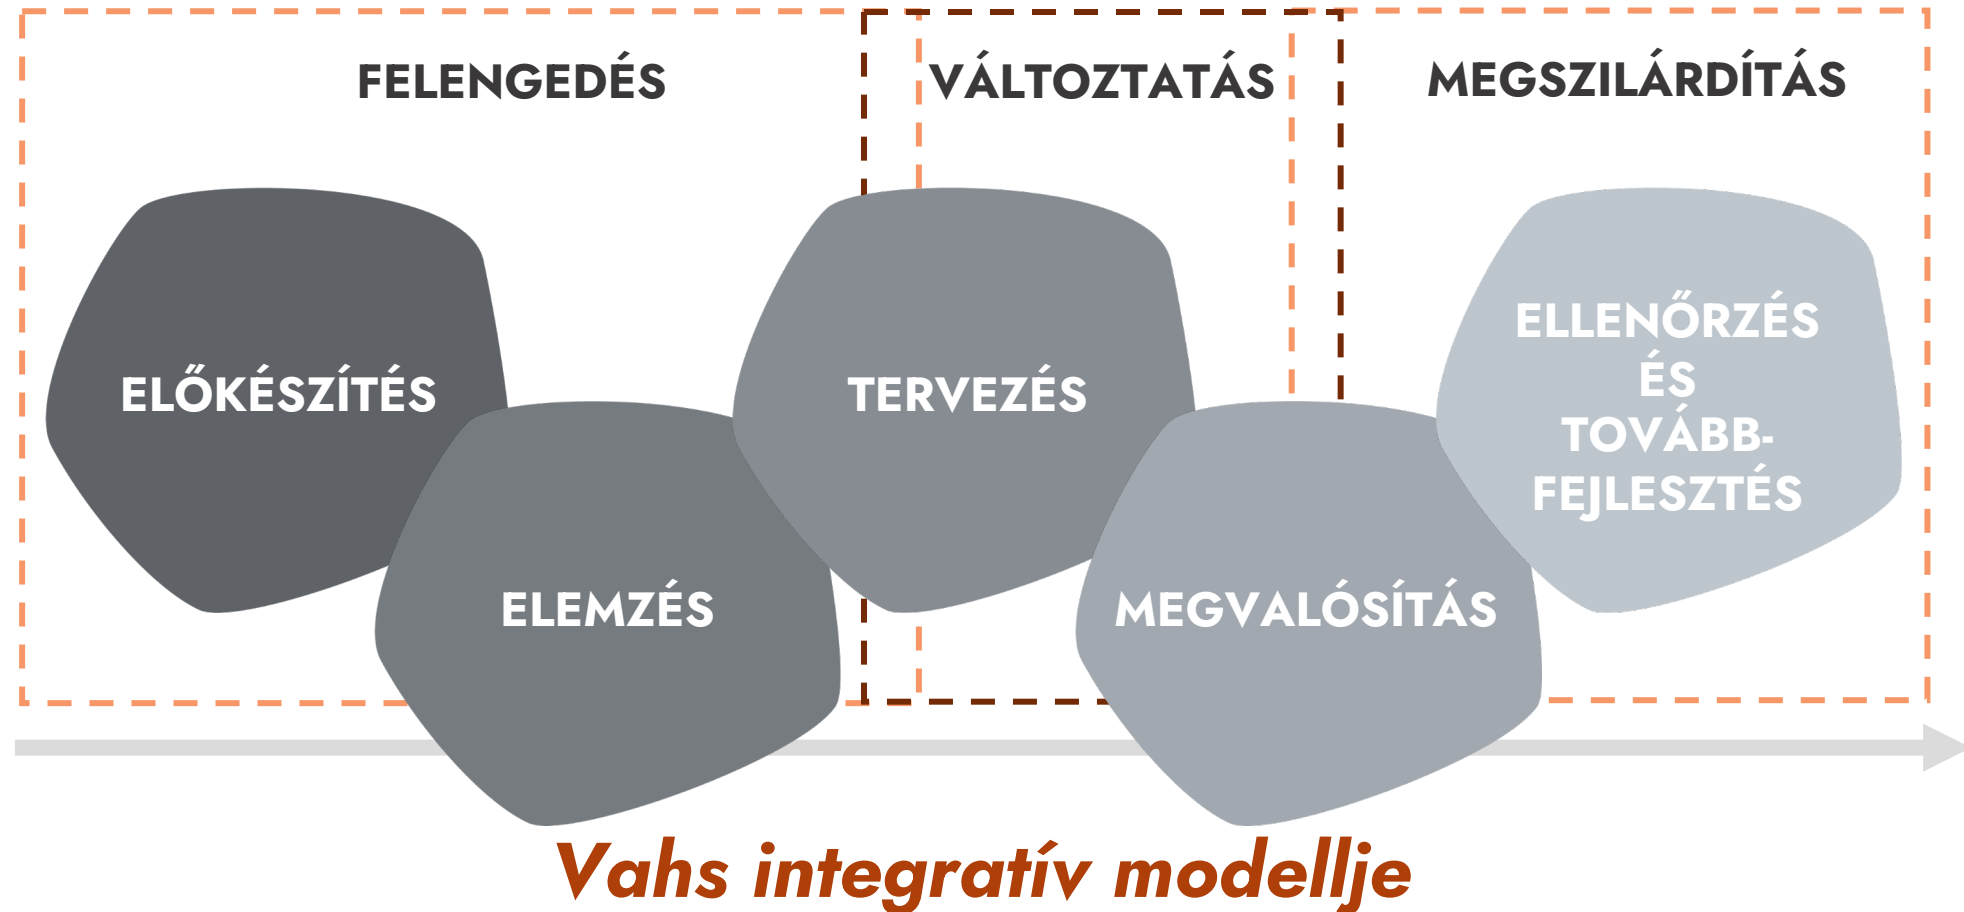 FELENGEDÉS
VÁLTOZTATÁS
MEGSZILÁRDÍTÁS
ELŐKÉSZÍTÉS
ELEMZÉS
TERVEZÉS
MEGVALÓSÍTÁS
ELLENŐRZÉS
ÉS
TOVÁBB-
FEJLESZTÉS
Vahs integratív modellje